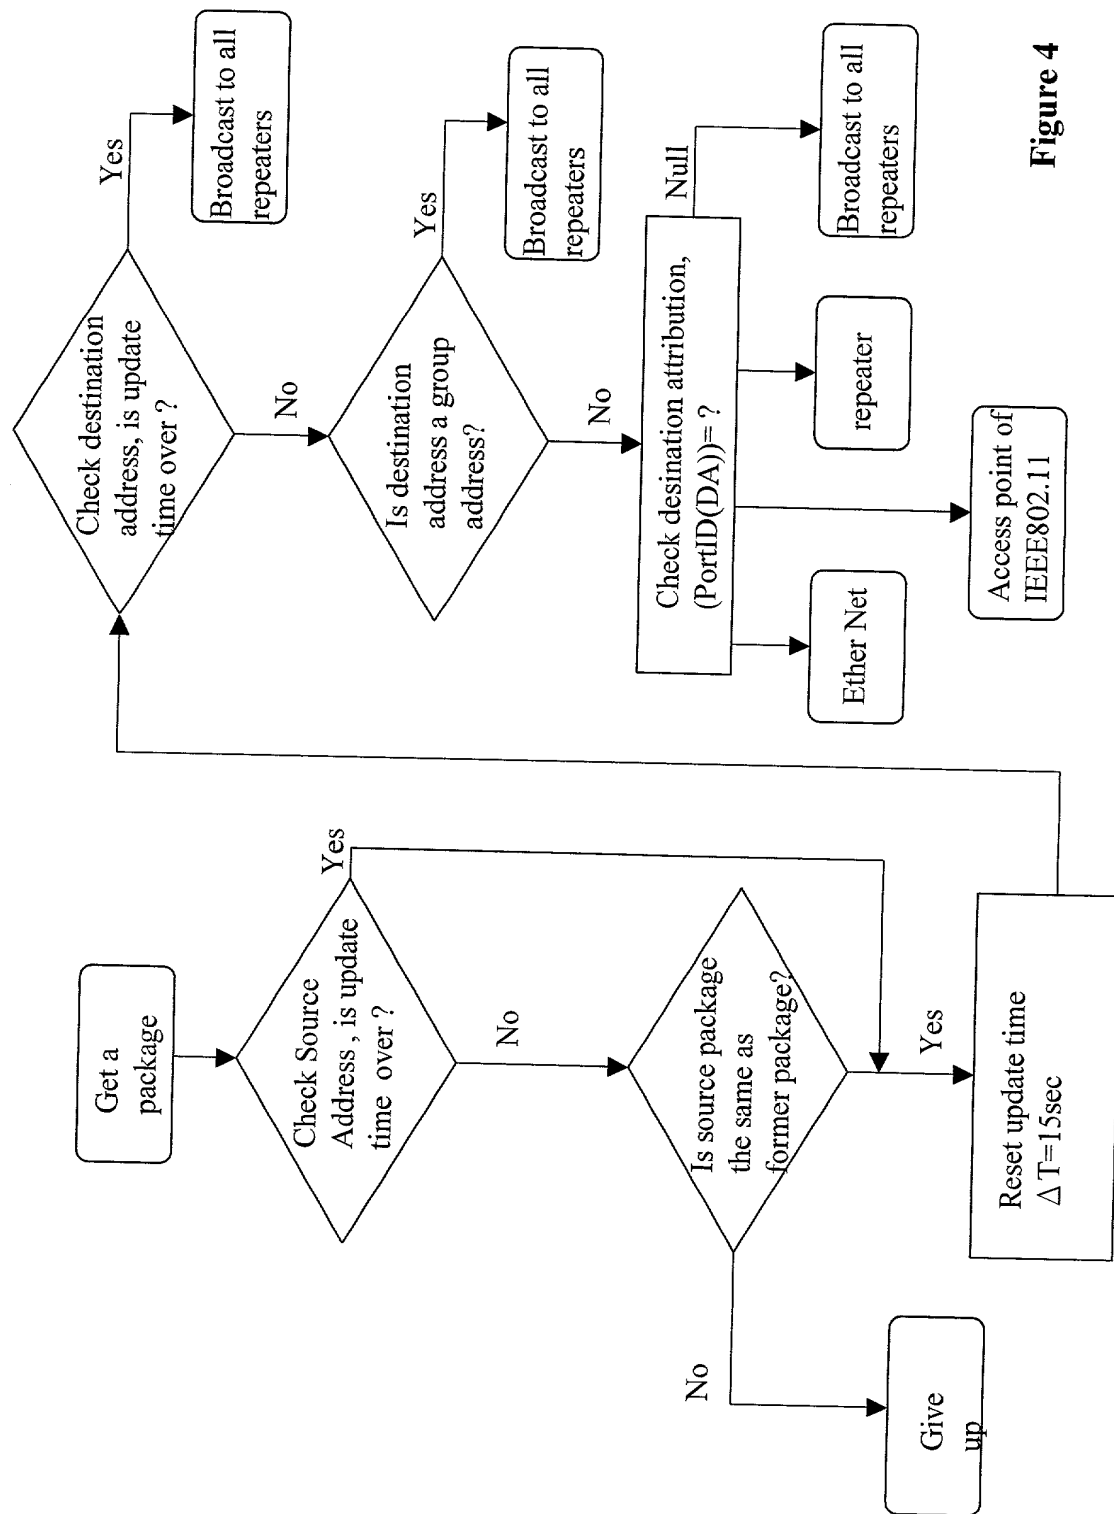 Get a
package
Check Source
Address , is update
time over ?
Yes
No
Is source package
the same as
former package?
No
Yes
Give
up
Reset update time
Δ T=15sec
Check destination
address, is update
time over ?
Yes
Broadcast to all
repeaters
No
Is destination
address a group
address?
Yes
Broadcast to all
repeaters
No
Check desination attribution,
(PortID(DA))= ?
Null
Broadcast to all
repeaters
Ether Net
Access point of
IEEE802.11
repeater
Figure 4